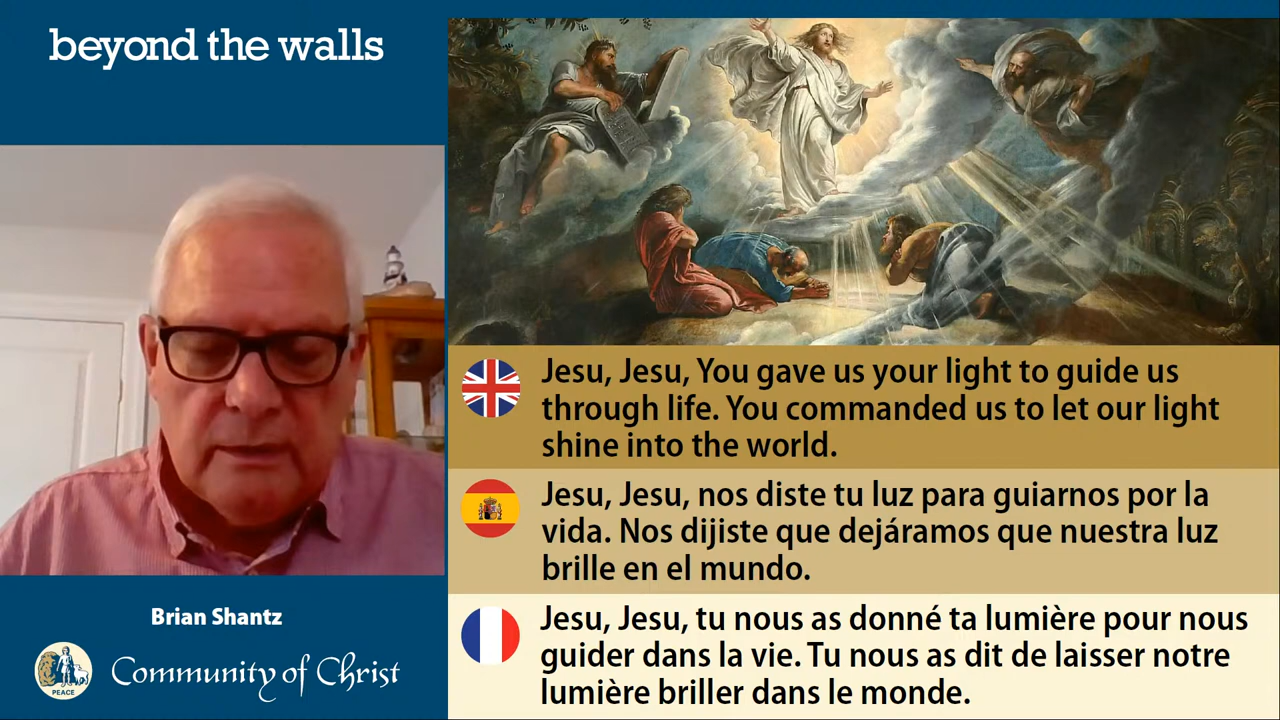 beyond the walls
Brian Shantz
PEACE
Community of Christ
Jesu, Jesu, You gave us your light to guide us
through life. You commanded us to let our light
shine into the world.
Jesu, Jesu, nos diste tu luz para guiarnos por la
vida. Nos dijiste que dejáramos que nuestra luz
brille en el mundo.
Jesu, Jesu, tu nous as donné ta lumière pour nous
guider dans la vie. Tu nous as dit de laisser notre
lumière briller dans le monde.